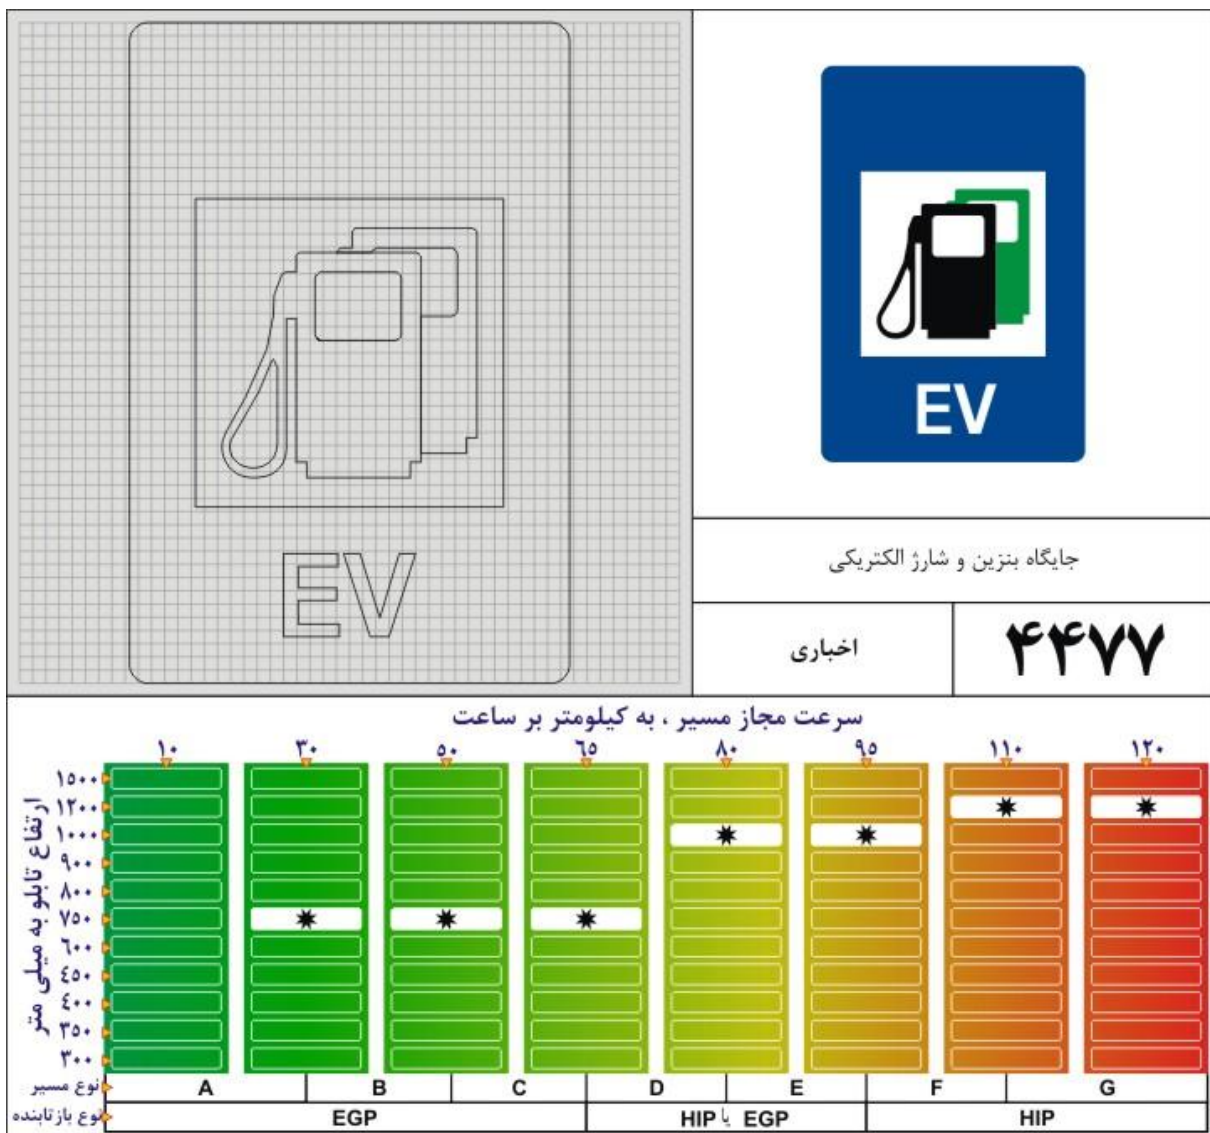 EV
EV
جایگاه بنزین و شارژ الکتریکی
اخباری
۴۴۷۷
سرعت مجاز مسیر ، به کیلومتر بر ساعت
۱۰ ۳۰ ۵۰ ۶۵ ۸۰ ۹۵ ۱۱۰ ۱۲۰
ارتفاع تابلو به میلی متر
۱۵۰۰
۱۲۰۰
۱۰۰۰
۹۰۰
۸۰۰
۷۵۰
۶۰۰
٤٥۰
٤۰۰
۳۵۰
۳۰۰
نوع مسیر A B C D E F G
نوع بازتابنده EGP HIP یا EGP HIP